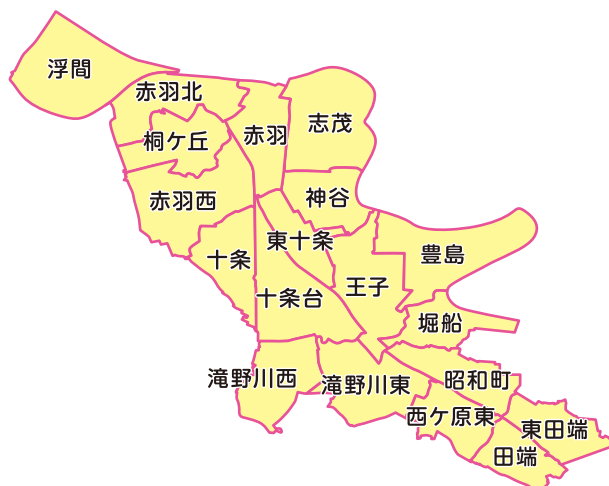 浮間
赤羽北
桐ケ丘
赤羽
志茂
赤羽西
神谷
東十条
十条
豊島
王子
十条台
堀船
滝野川西
滝野川東
昭和町
西ケ原東
東田端
田端